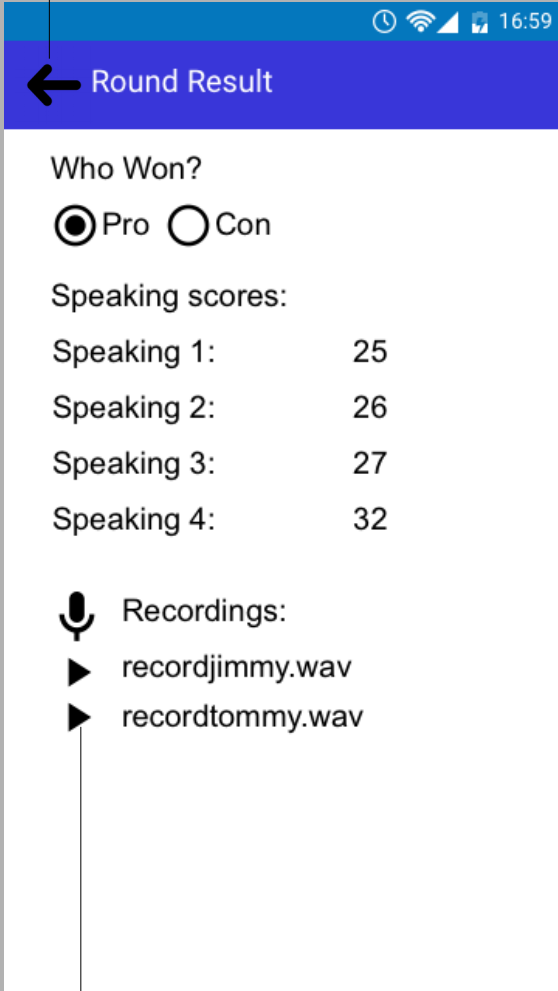 16:59
Round Result
Who Won?
Pro Con
Speaking scores:
Speaking 1: 25
Speaking 2: 26
Speaking 3: 27
Speaking 4: 32
Recordings:
recordjimmy.wav
recordtommy.wav